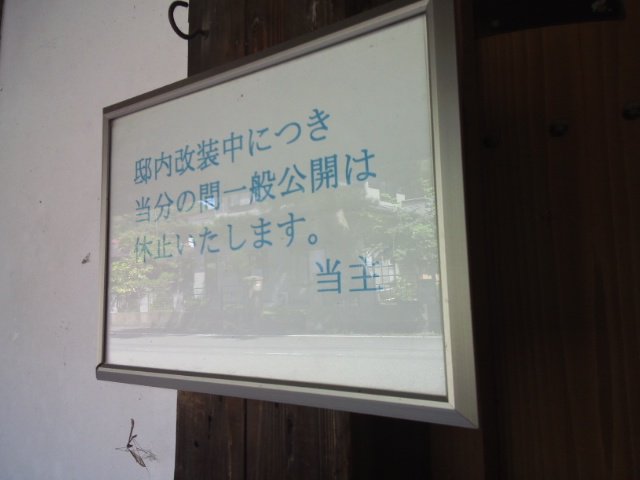 邸内改装中につき
当分の間一般公開は
休止いたします。
当主